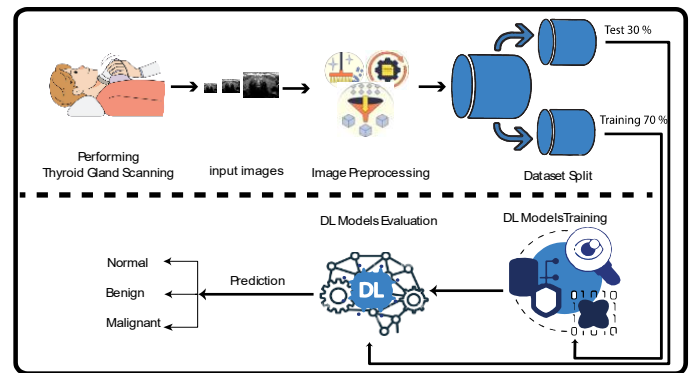 Test 30 %
Training 70 %
Performing
Thyroid Gland Scanning
input images
Image Preprocessing
Dataset Split
DL Models Evaluation
DL ModelsTraining
Normal
Benign
Malignant
Prediction
DL